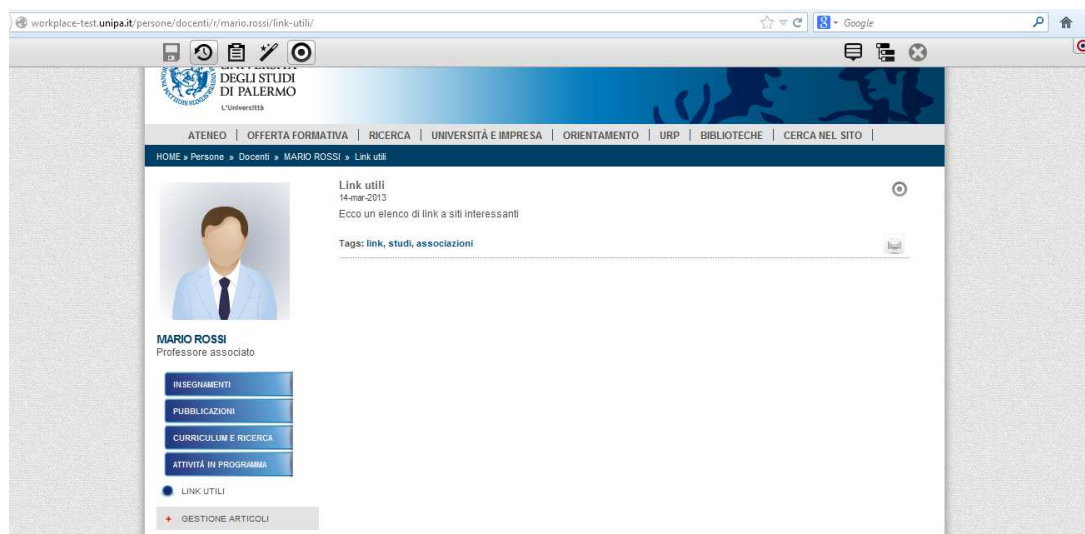 workplace-test.unipa.it/persone/docenti/r/mario.rossi/link-utili/
Google
DEGLI STUDI
DI PALERMO
L'Univercittà
ATENEO | OFFERTA FORMATIVA | RICERCA | UNIVERSITÀ E IMPRESA | ORIENTAMENTO | URP | BIBLIOTECHE | CERCA NEL SITO |
HOME » Persone » Docenti » MARIO ROSSI » Link utili
Link utili
14-mar-2013
Ecco un elenco di link a siti interessanti
Tags: link, studi, associazioni
MARIO ROSSI
Professore associato
INSEGNAMENTI
PUBBLICAZIONI
CURRICULUM E RICERCA
ATTIVITÁ IN PROGRAMMA
LINK UTILI
+ GESTIONE ARTICOLI